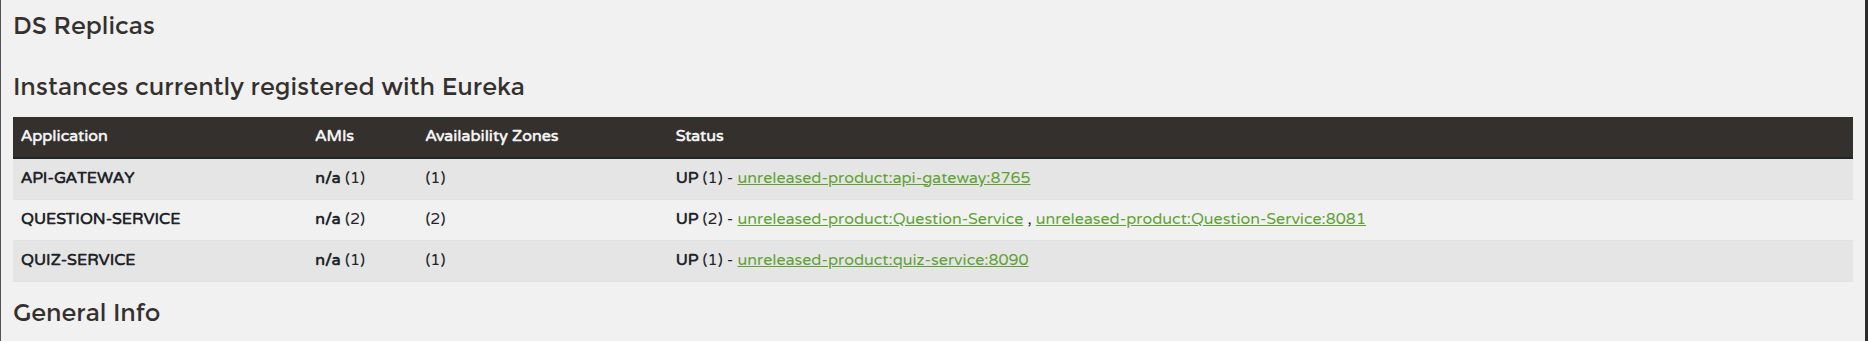 DS Replicas
Instances currently registered with Eureka
Application AMIs Availability Zones Status
API-GATEWAY n/a (1) (1) UP (1) - unreleased-product:api-gateway:8765
QUESTION-SERVICE n/a (2) (2) UP (2) - unreleased-product:Question-Service , unreleased-product:Question-Service:8081
QUIZ-SERVICE n/a (1) (1) UP (1) - unreleased-product:quiz-service:8090
General Info